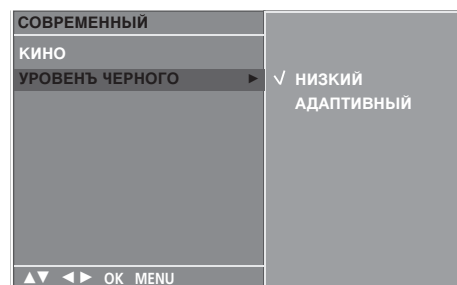 СОВРЕМЕННЫЙ
КИНО
УРОВЕНЪ ЧЕРНОГО ►
√ НИЗКИЙ
АДАПТИВНЫЙ
▲▼ ◄► OK MENU